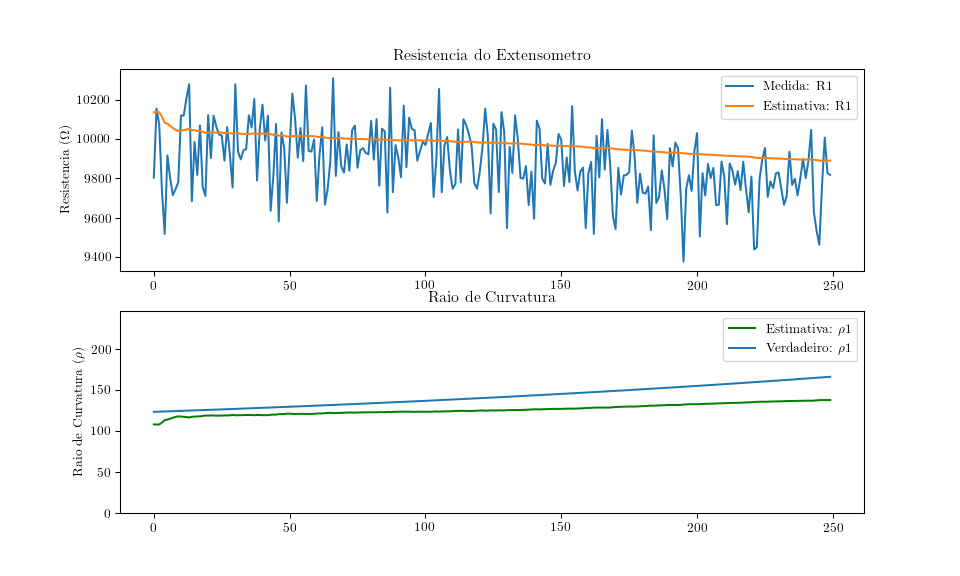 Resistencia do Extensometro
Resistencia (Ω)
10200
10000
9800
9600
9400
Medida: R1
Estimativa: R1
0
50
100
150
200
250
Raio de Curvatura
Raio de Curvatura (ρ)
200
150
100
50
0
Estimativa: ρ1
Verdadeiro: ρ1
0
50
100
150
200
250